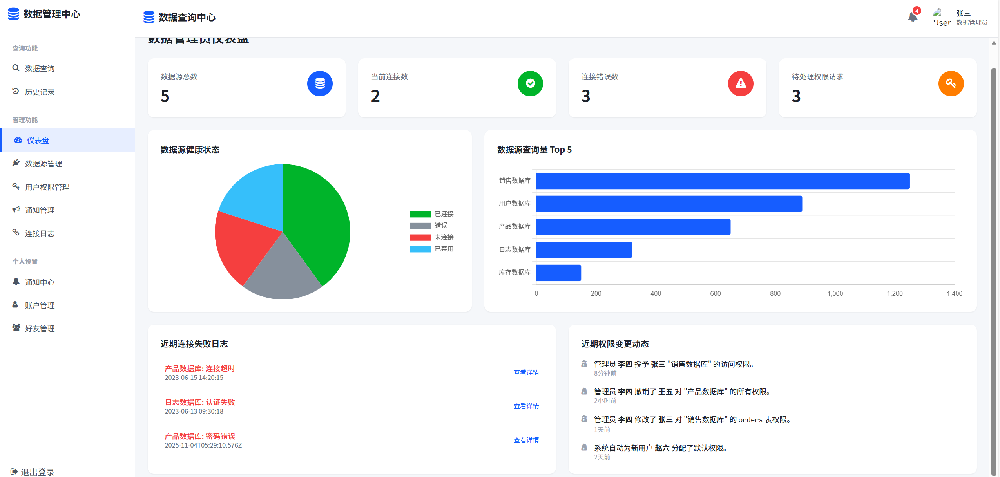 数据管理中心
查询功能
数据查询
历史记录
管理功能
仪表盘
数据源管理
用户权限管理
通知管理
连接日志
个人设置
通知中心
账户管理
好友管理
退出登录
数据查询中心
4
User
张三
数据管理员
数据管理员仪表盘
数据源总数
5
当前连接数
2
连接错误数
3
待处理权限请求
3
数据源健康状态
已连接
错误
未连接
已禁用
数据源查询量 Top 5
销售数据库
用户数据库
产品数据库
日志数据库
库存数据库
0 200 400 600 800 1,000 1,200 1,400
近期连接失败日志
产品数据库: 连接超时
2023-06-15 14:20:15
查看详情
日志数据库: 认证失败
2023-06-13 09:30:18
查看详情
产品数据库: 密码错误
2025-11-04T05:29:10.576Z
查看详情
近期权限变更动态
管理员 李四 授予 张三 "销售数据库" 的访问权限。
8分钟前
管理员 李四 撤销了 王五 对 "产品数据库" 的所有权限。
2小时前
管理员 李四 修改了 张三 对 "销售数据库" 的 orders 表权限。
1天前
系统自动为新用户 赵六 分配了默认权限。
2天前